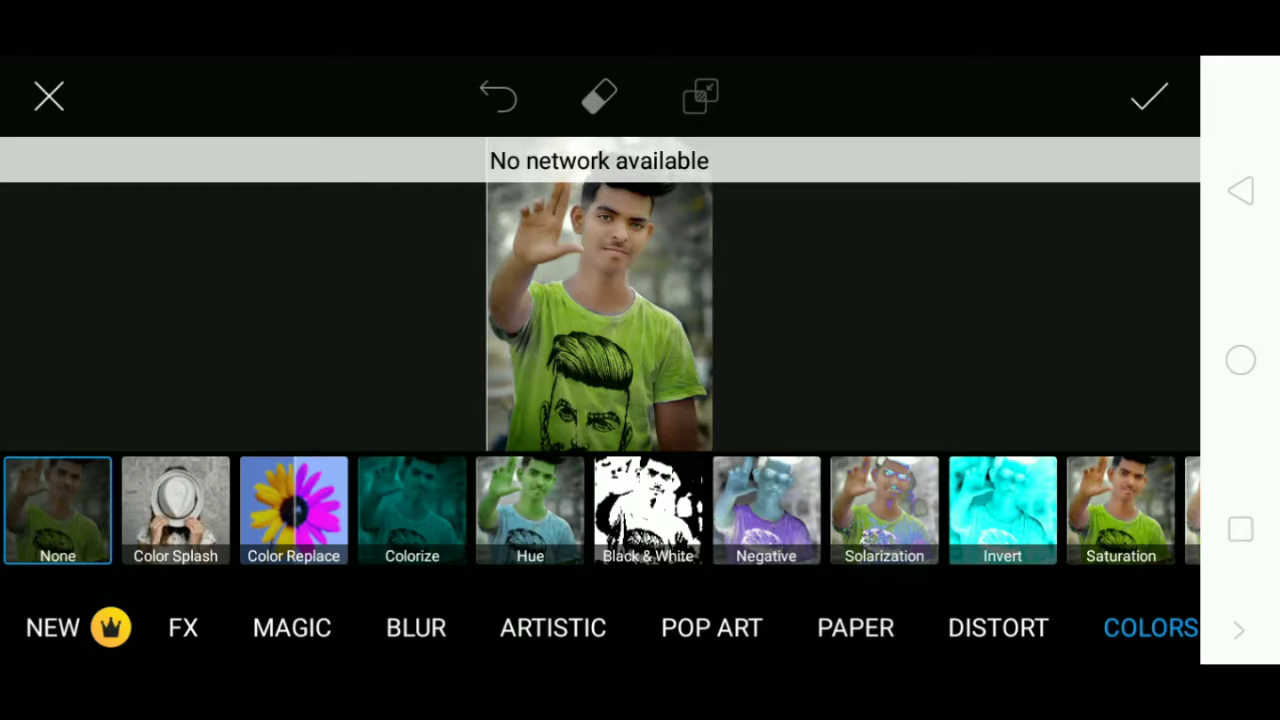 No network available
None
Color Splash
Color Replace
Colorize
Hue
Black & White
Negative
Solarization
Invert
Saturation
NEW FX MAGIC BLUR ARTISTIC POP ART PAPER DISTORT COLORS